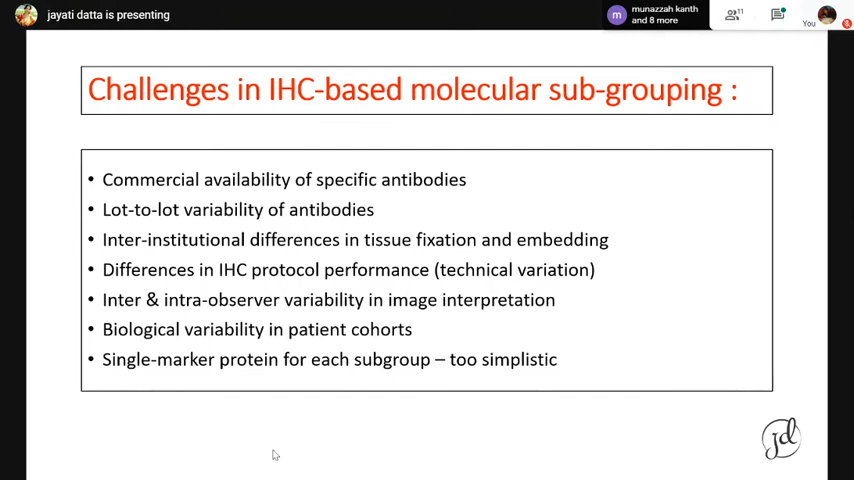 jayati datta is presenting
munazzah kanth
and 8 more
m
11
You
Challenges in IHC-based molecular sub-grouping :
• Commercial availability of specific antibodies
• Lot-to-lot variability of antibodies
• Inter-institutional differences in tissue fixation and embedding
• Differences in IHC protocol performance (technical variation)
• Inter & intra-observer variability in image interpretation
• Biological variability in patient cohorts
• Single-marker protein for each subgroup – too simplistic
jd